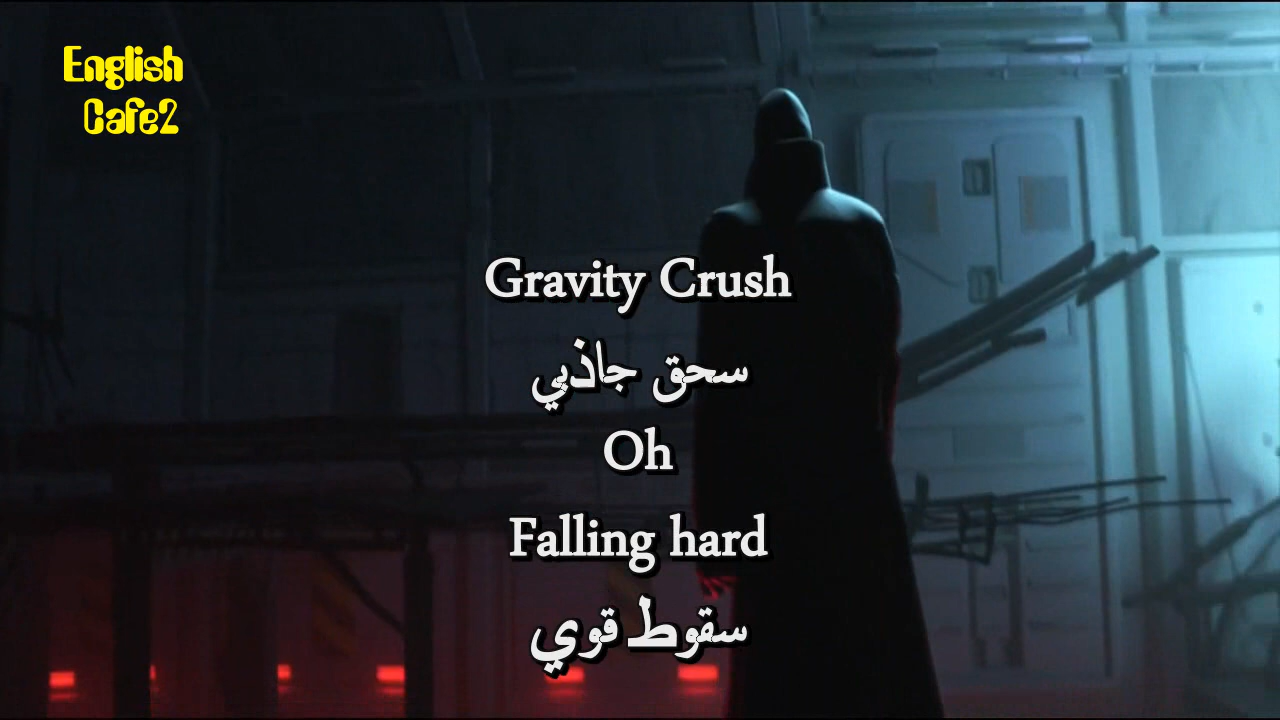 English
Cafe2
Gravity Crush
سحق جاذبي
Oh
Falling hard
سقوط قوي